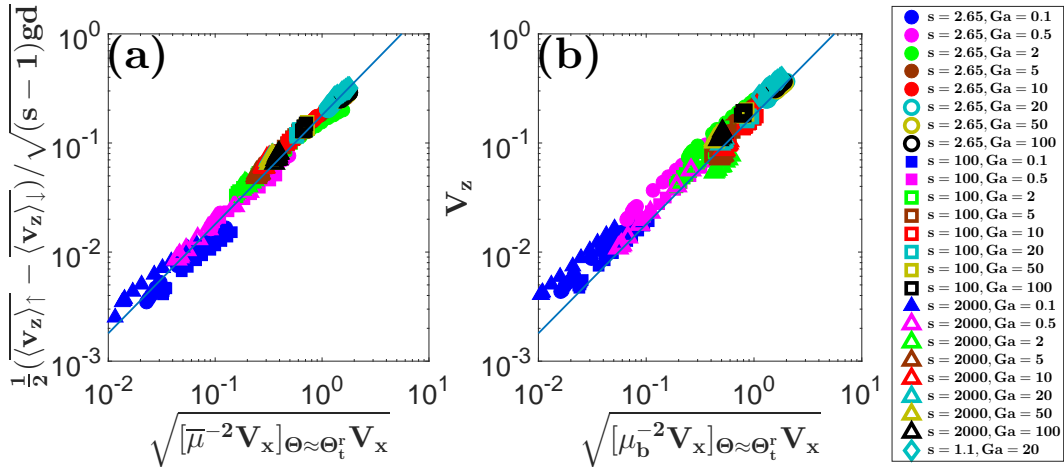 (a)
10^0
10^-1
10^-2
10^-3
10^-2
10^-1
10^0
10^1
½(⟨v_z⟩_↑ − ⟨v_z⟩_↓)/√(s − 1)gd
√[μ̄^−2 V_x]_Θ≈Θ_t^r V_x
(b)
10^0
10^-1
10^-2
10^-3
10^-2
10^-1
10^0
10^1
V_z
√[μ_b^−2 V_x]_Θ≈Θ_t^r V_x
s = 2.65, Ga = 0.1
s = 2.65, Ga = 0.5
s = 2.65, Ga = 2
s = 2.65, Ga = 5
s = 2.65, Ga = 10
s = 2.65, Ga = 20
s = 2.65, Ga = 50
s = 2.65, Ga = 100
s = 100, Ga = 0.1
s = 100, Ga = 0.5
s = 100, Ga = 2
s = 100, Ga = 5
s = 100, Ga = 10
s = 100, Ga = 20
s = 100, Ga = 50
s = 100, Ga = 100
s = 2000, Ga = 0.1
s = 2000, Ga = 0.5
s = 2000, Ga = 2
s = 2000, Ga = 5
s = 2000, Ga = 10
s = 2000, Ga = 20
s = 2000, Ga = 50
s = 2000, Ga = 100
s = 1.1, Ga = 20